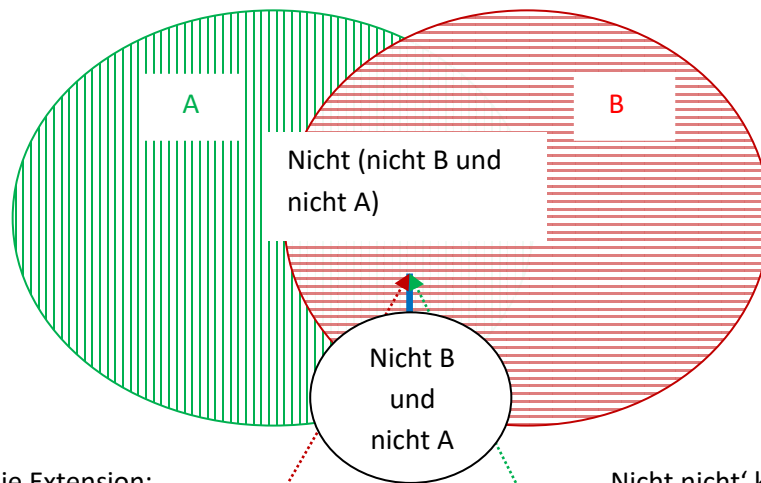 A
B
Nicht (nicht B und
nicht A)
Nicht B
und
nicht A
ie Extension:
Nicht nicht‘ k